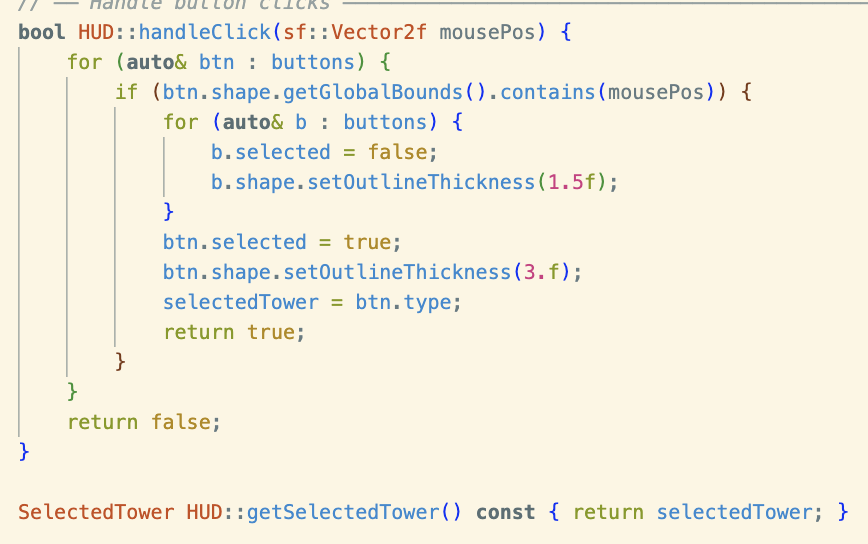 // —— Handle button clicks ——————————————————————————————
bool HUD::handleClick(sf::Vector2f mousePos) {
    for (auto& btn : buttons) {
        if (btn.shape.getGlobalBounds().contains(mousePos)) {
            for (auto& b : buttons) {
                b.selected = false;
                b.shape.setOutlineThickness(1.5f);
            }
            btn.selected = true;
            btn.shape.setOutlineThickness(3.f);
            selectedTower = btn.type;
            return true;
        }
    }
    return false;
}

SelectedTower HUD::getSelectedTower() const { return selectedTower; }